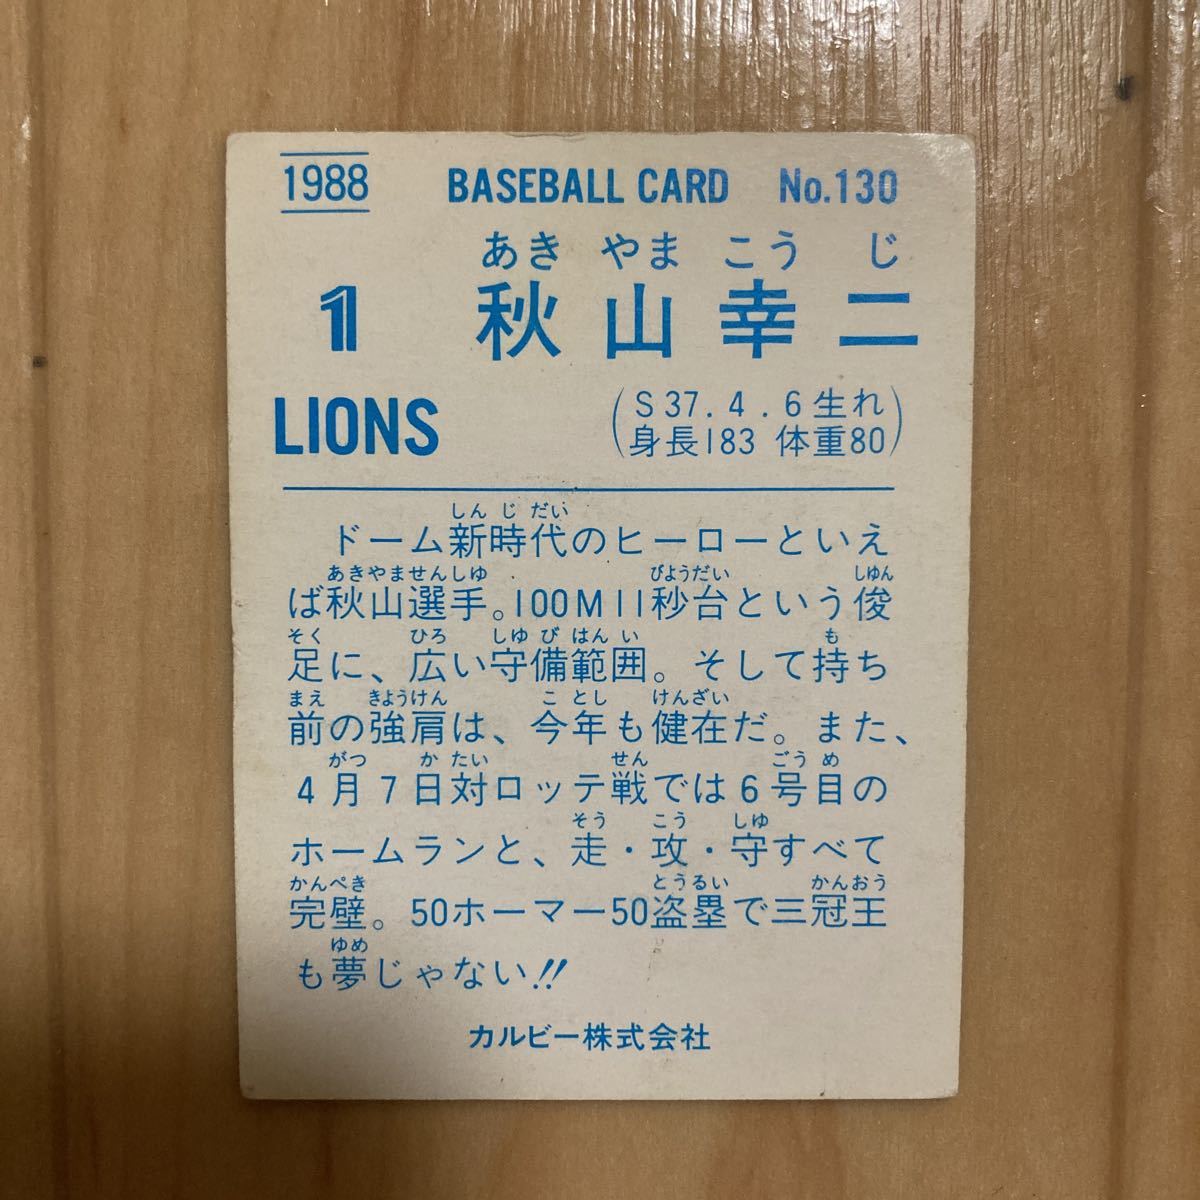 1988 BASEBALL CARD No.130
あき やま こう じ
1 秋山幸二
LIONS
(S37.4.6生れ
身長183 体重80)
しん じ だい
ドーム新時代のヒーローといえ
あきやませんしゆ びようだい しゆん
ば秋山選手。100M11秒台という俊
そく ひろ しゆ び はん い も
足に、広い守備範囲。そして持ち
まえ きようけん こ とし けんざい
前の強肩は、今年も健在だ。また、
がつ か たい せん ごう め
4月7日対ロッテ戦では6号目の
そう こう しゆ
ホームランと、走・攻・守すべて
かんぺき とうるい かんおう
完璧。50ホーマー50盗塁で三冠王
ゆめ
も夢じゃない!!
カルビー株式会社